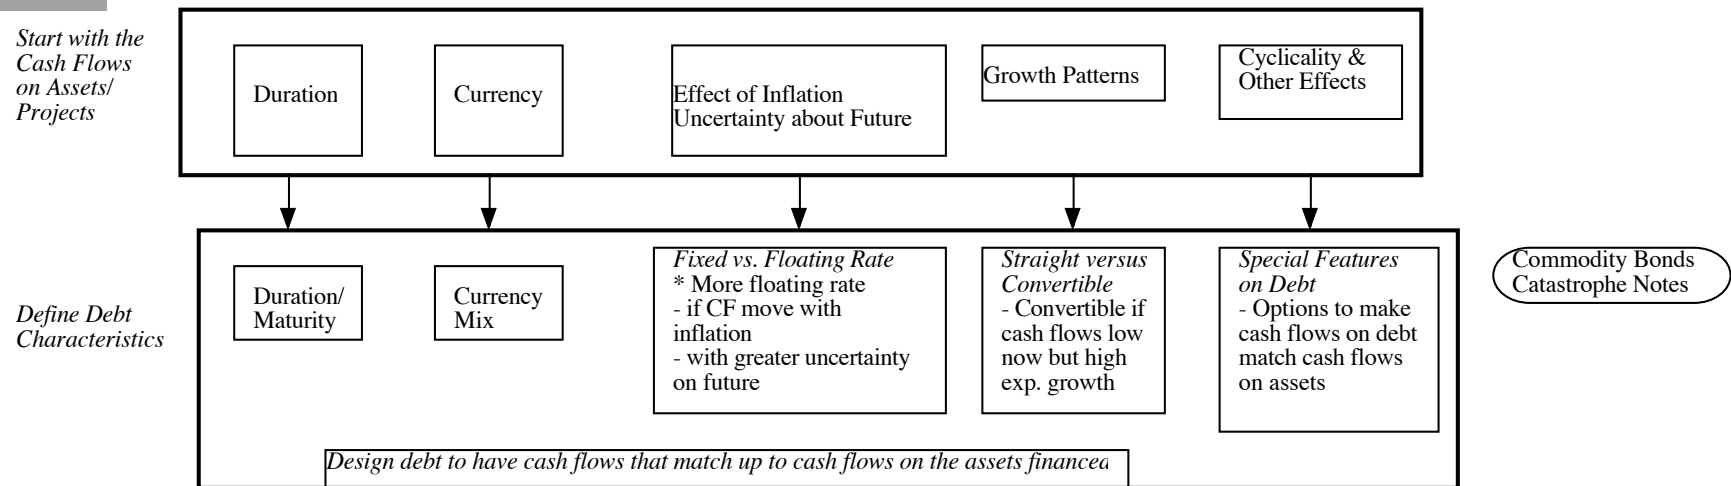 Start with the
Cash Flows
on Assets/
Projects
Duration
Currency
Effect of Inflation
Uncertainty about Future
Growth Patterns
Cyclicality &
Other Effects
Define Debt
Characteristics
Duration/
Maturity
Currency
Mix
Fixed vs. Floating Rate
* More floating rate
- if CF move with
inflation
- with greater uncertainty
on future
Straight versus
Convertible
- Convertible if
cash flows low
now but high
exp. growth
Special Features
on Debt
- Options to make
cash flows on debt
match cash flows
on assets
Commodity Bonds
Catastrophe Notes
Design debt to have cash flows that match up to cash flows on the assets financed